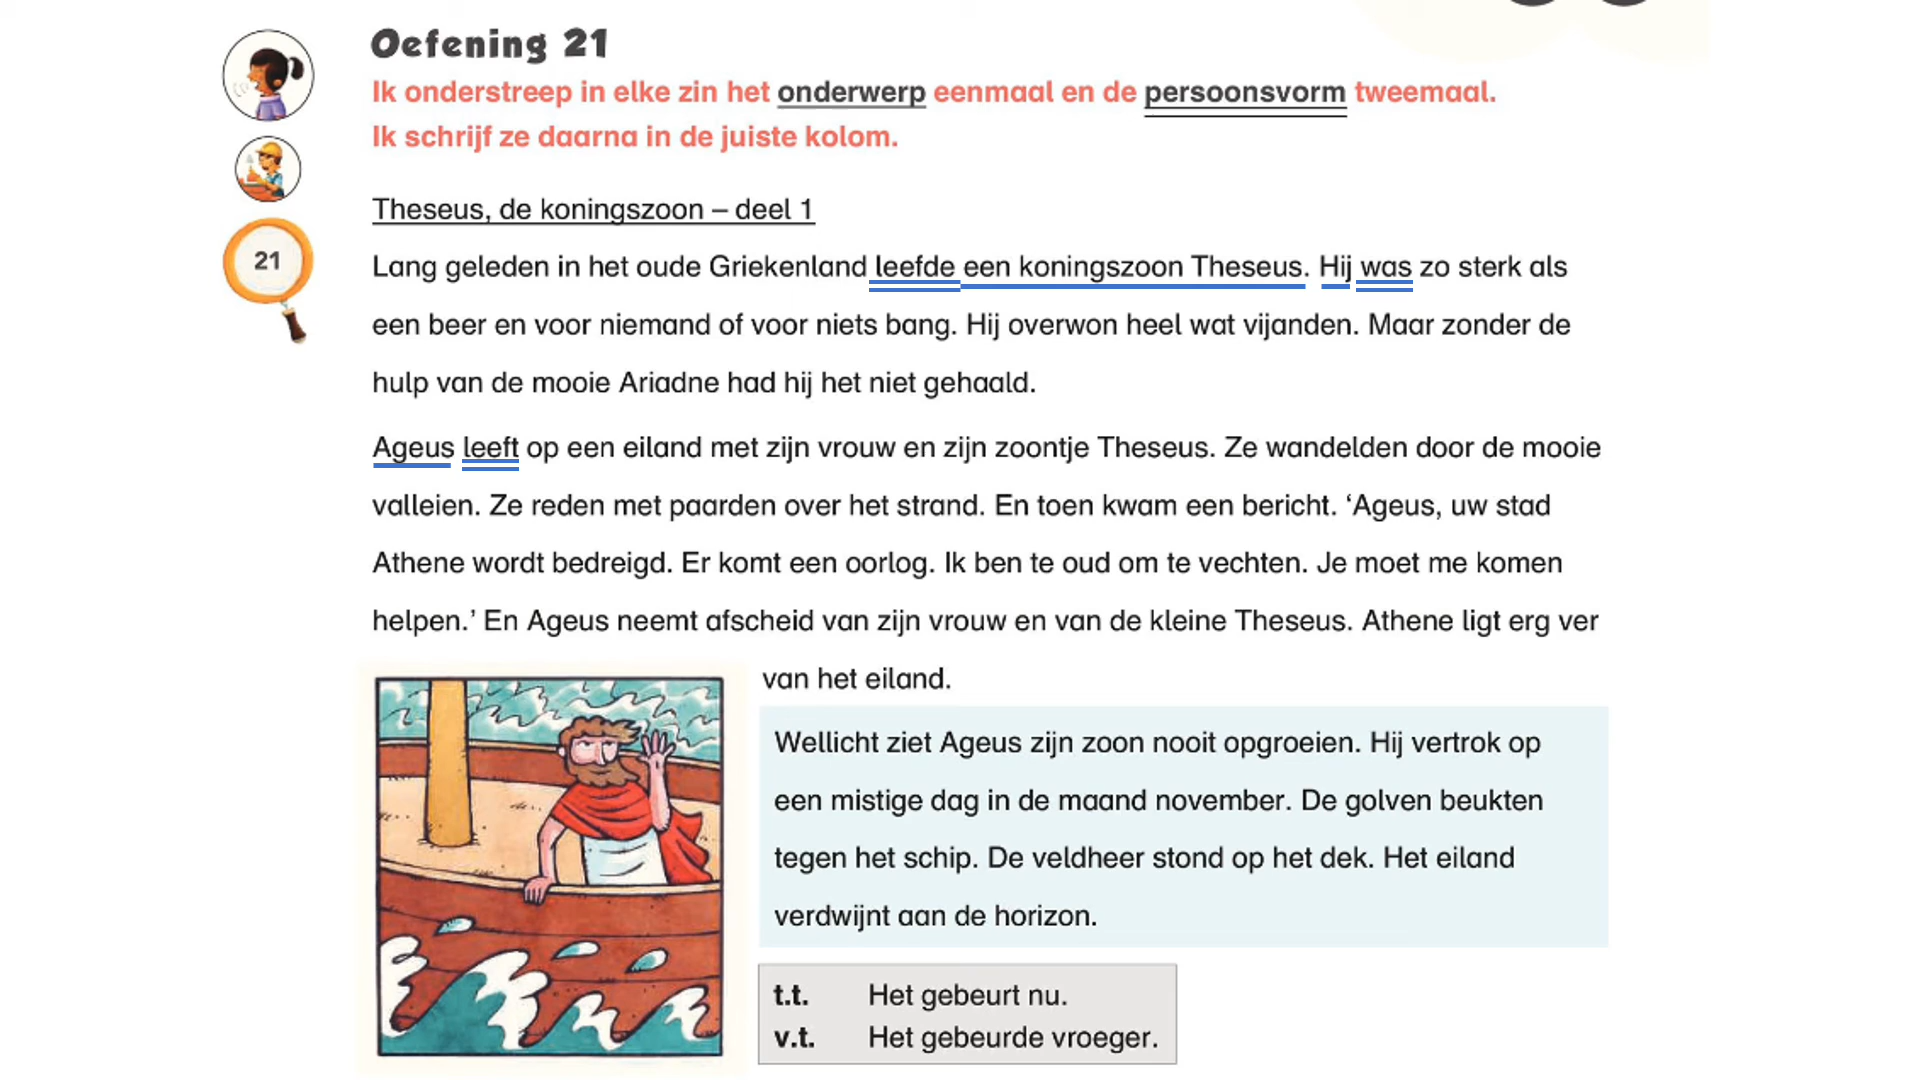 Oefening 21
Ik onderstreep in elke zin het onderwerp eenmaal en de persoonsvorm tweemaal.
Ik schrijf ze daarna in de juiste kolom.
Theseus, de koningszoon – deel 1
21
Lang geleden in het oude Griekenland leefde een koningszoon Theseus. Hij was zo sterk als
een beer en voor niemand of voor niets bang. Hij overwon heel wat vijanden. Maar zonder de
hulp van de mooie Ariadne had hij het niet gehaald.
Ageus leeft op een eiland met zijn vrouw en zijn zoontje Theseus. Ze wandelden door de mooie
valleien. Ze reden met paarden over het strand. En toen kwam een bericht. ‘Ageus, uw stad
Athene wordt bedreigd. Er komt een oorlog. Ik ben te oud om te vechten. Je moet me komen
helpen.’ En Ageus neemt afscheid van zijn vrouw en van de kleine Theseus. Athene ligt erg ver
van het eiland.
Wellicht ziet Ageus zijn zoon nooit opgroeien. Hij vertrok op
een mistige dag in de maand november. De golven beukten
tegen het schip. De veldheer stond op het dek. Het eiland
verdwijnt aan de horizon.
t.t. Het gebeurt nu.
v.t. Het gebeurde vroeger.